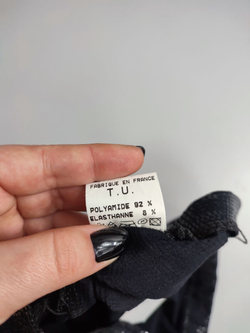 FABRIQUE EN FRANCE
T.U.
POLYAMIDE 92 %
ELASTHANNE 8 %